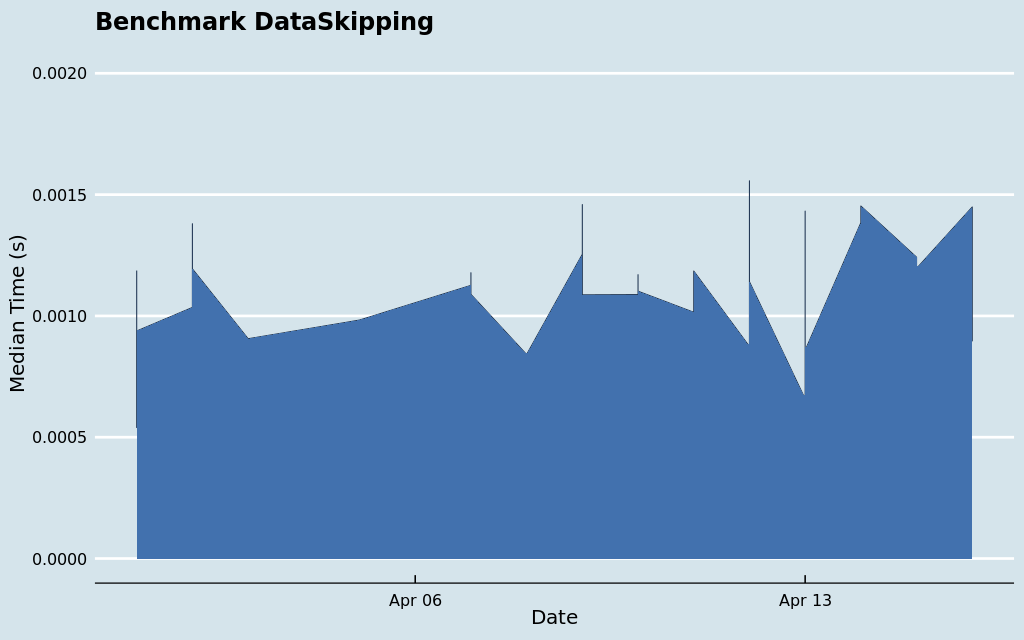 Benchmark DataSkipping
0.0020
0.0015
0.0010
0.0005
0.0000
Median Time (s)
Apr 06
Apr 13
Date